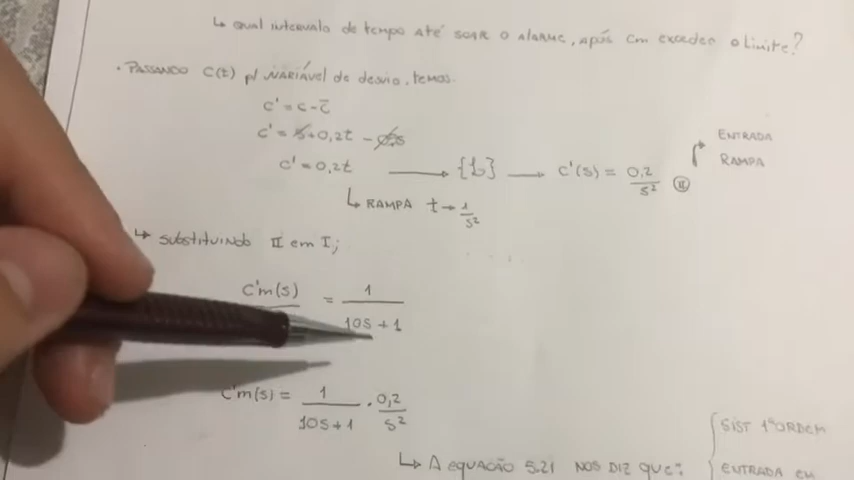 ↳ qual intervalo de tempo até soar o alarme, após Cm exceder o limite?
• Passando C(t) p/ variável de desvio, temos.
C' = C - C̄
C' = 5 + 0,2t - 0,5
C' = 0,2t → {L} → C'(s) = 0,2/s² (II) → ENTRADA RAMPA
↳ RAMPA t → 1/s²
↳ substituindo II em I;
C'm(s) = 1/(10s + 1)
C'm(s) = 1/(10s+1) . 0,2/s²
↳ A equação 5.21 nos diz que: { SIST 1º ORDEM
ENTRADA EM